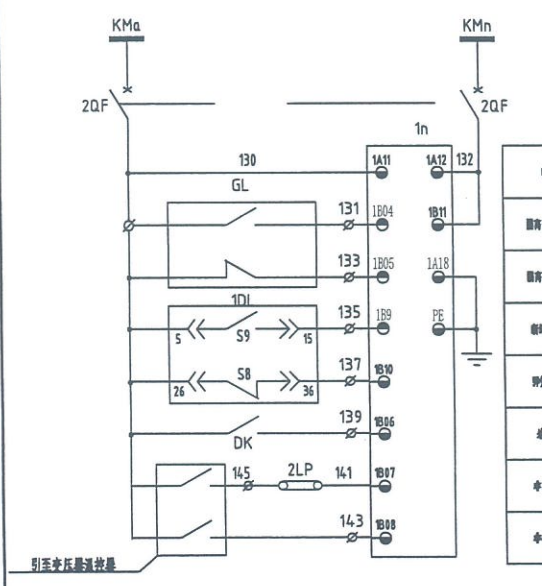 KMa KMn
2QF 2QF
1n
130 1A11 1A12 132
GL
131 1B04 1B11
133 1B05 1A18
1DL
135 1B9 PE
5 S9 15
137 1B10
26 S8 36
139 1B06
DK
145 2LP 141 1B07
143 1B08
引至变压器温控器